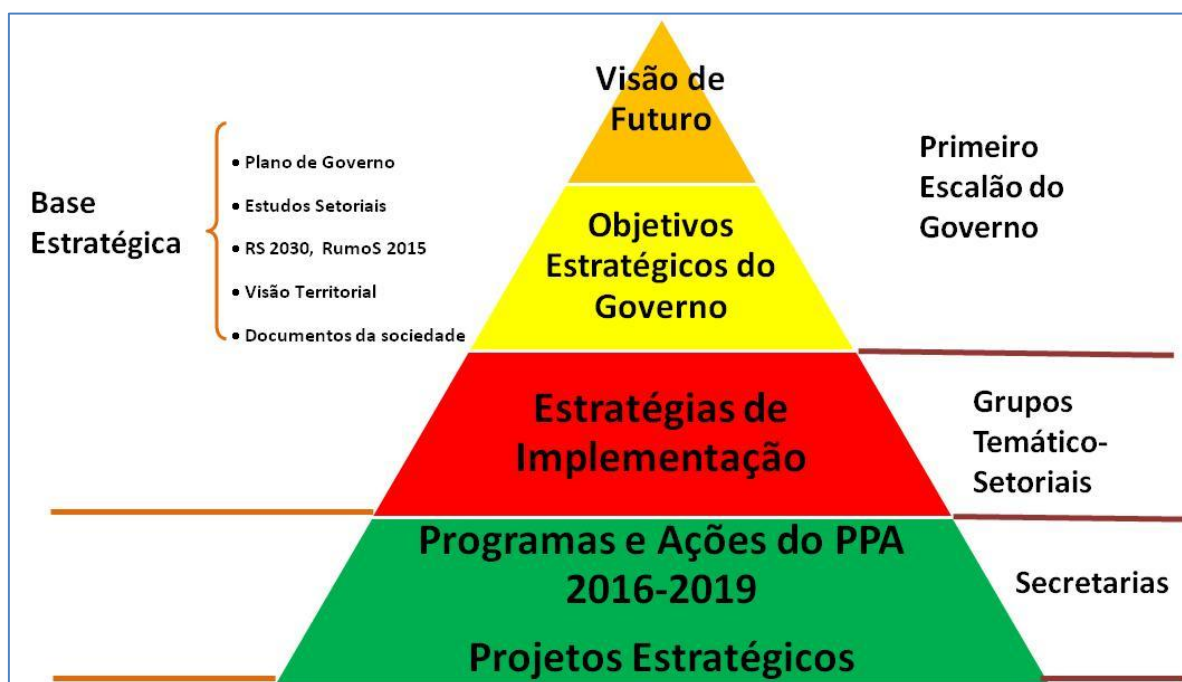 Visão de
Futuro
Base
Estratégica
• Plano de Governo
• Estudos Setoriais
• RS 2030, RumoS 2015
• Visão Territorial
• Documentos da sociedade
Primeiro
Escalão do
Governo
Objetivos
Estratégicos do
Governo
Estratégias de
Implementação
Grupos
Temático-
Setoriais
Programas e Ações do PPA
2016-2019
Projetos Estratégicos
Secretarias